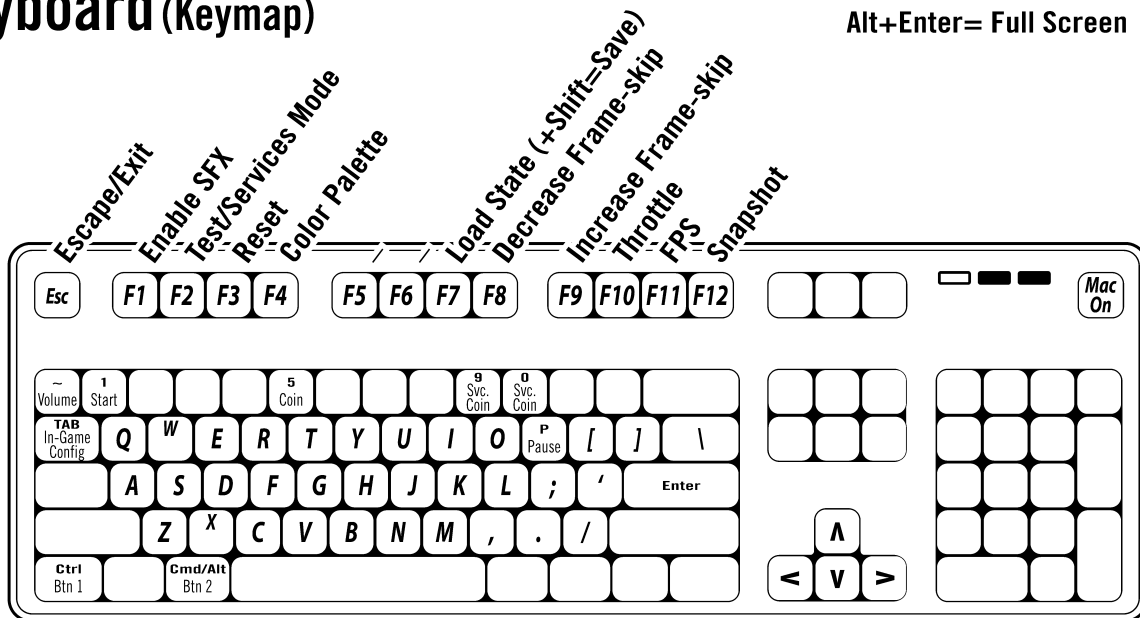 yboard (Keymap)
Alt+Enter= Full Screen
Escape/Exit
Enable SFX
Test/Services Mode
Reset
Color Palette
/
/
Load State (+Shift=Save)
Decrease Frame-skip
Increase Frame-skip
Throttle
FPS
Snapshot
Esc F1 F2 F3 F4 F5 F6 F7 F8 F9 F10 F11 F12
Mac
On
~
Volume
1
Start
5
Coin
9
Svc.
Coin
0
Svc.
Coin
TAB
In-Game
Config
Q W E R T Y U I O
P
Pause
[ ] \
A S D F G H J K L ; ‘ Enter
Z X C V B N M , . /
Ctrl
Btn 1
Cmd/Alt
Btn 2
∧
< ∨ >